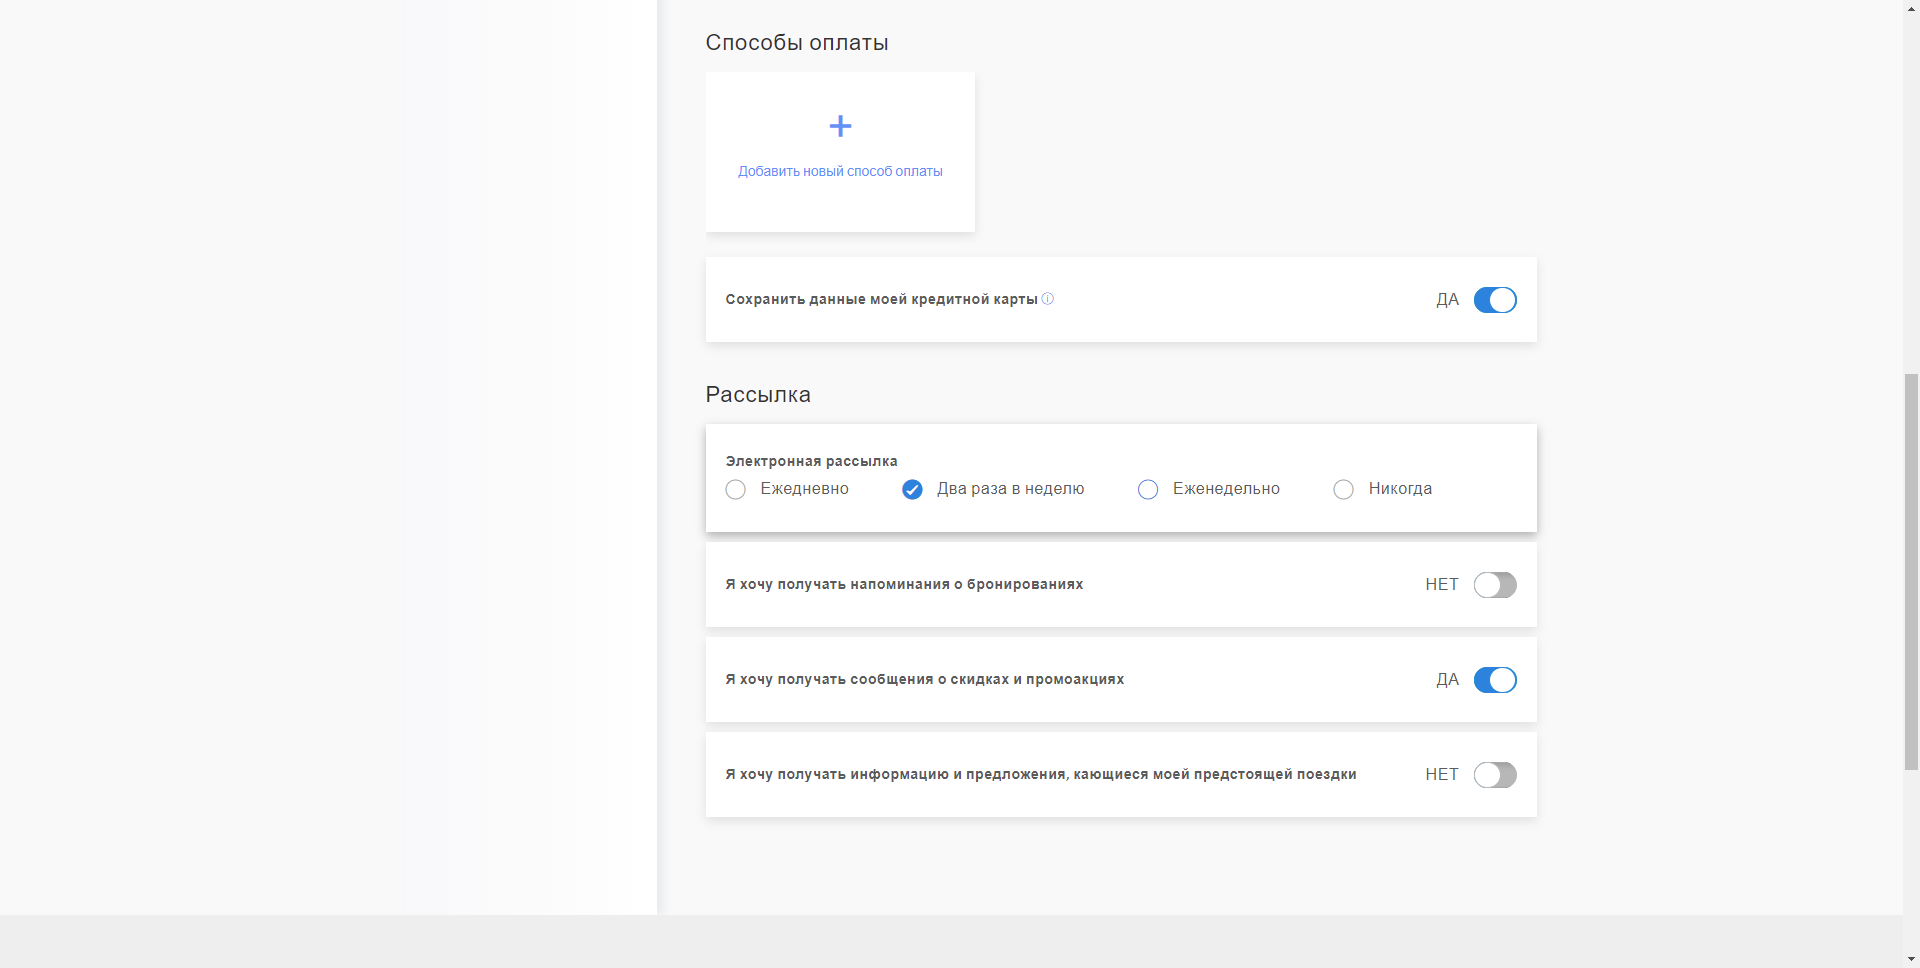 Способы оплаты
Добавить новый способ оплаты
Сохранить данные моей кредитной карты
ДА
Рассылка
Электронная рассылка
Ежедневно Два раза в неделю Еженедельно Никогда
Я хочу получать напоминания о бронированиях
НЕТ
Я хочу получать сообщения о скидках и промоакциях
ДА
Я хочу получать информацию и предложения, кающиеся моей предстоящей поездки
НЕТ